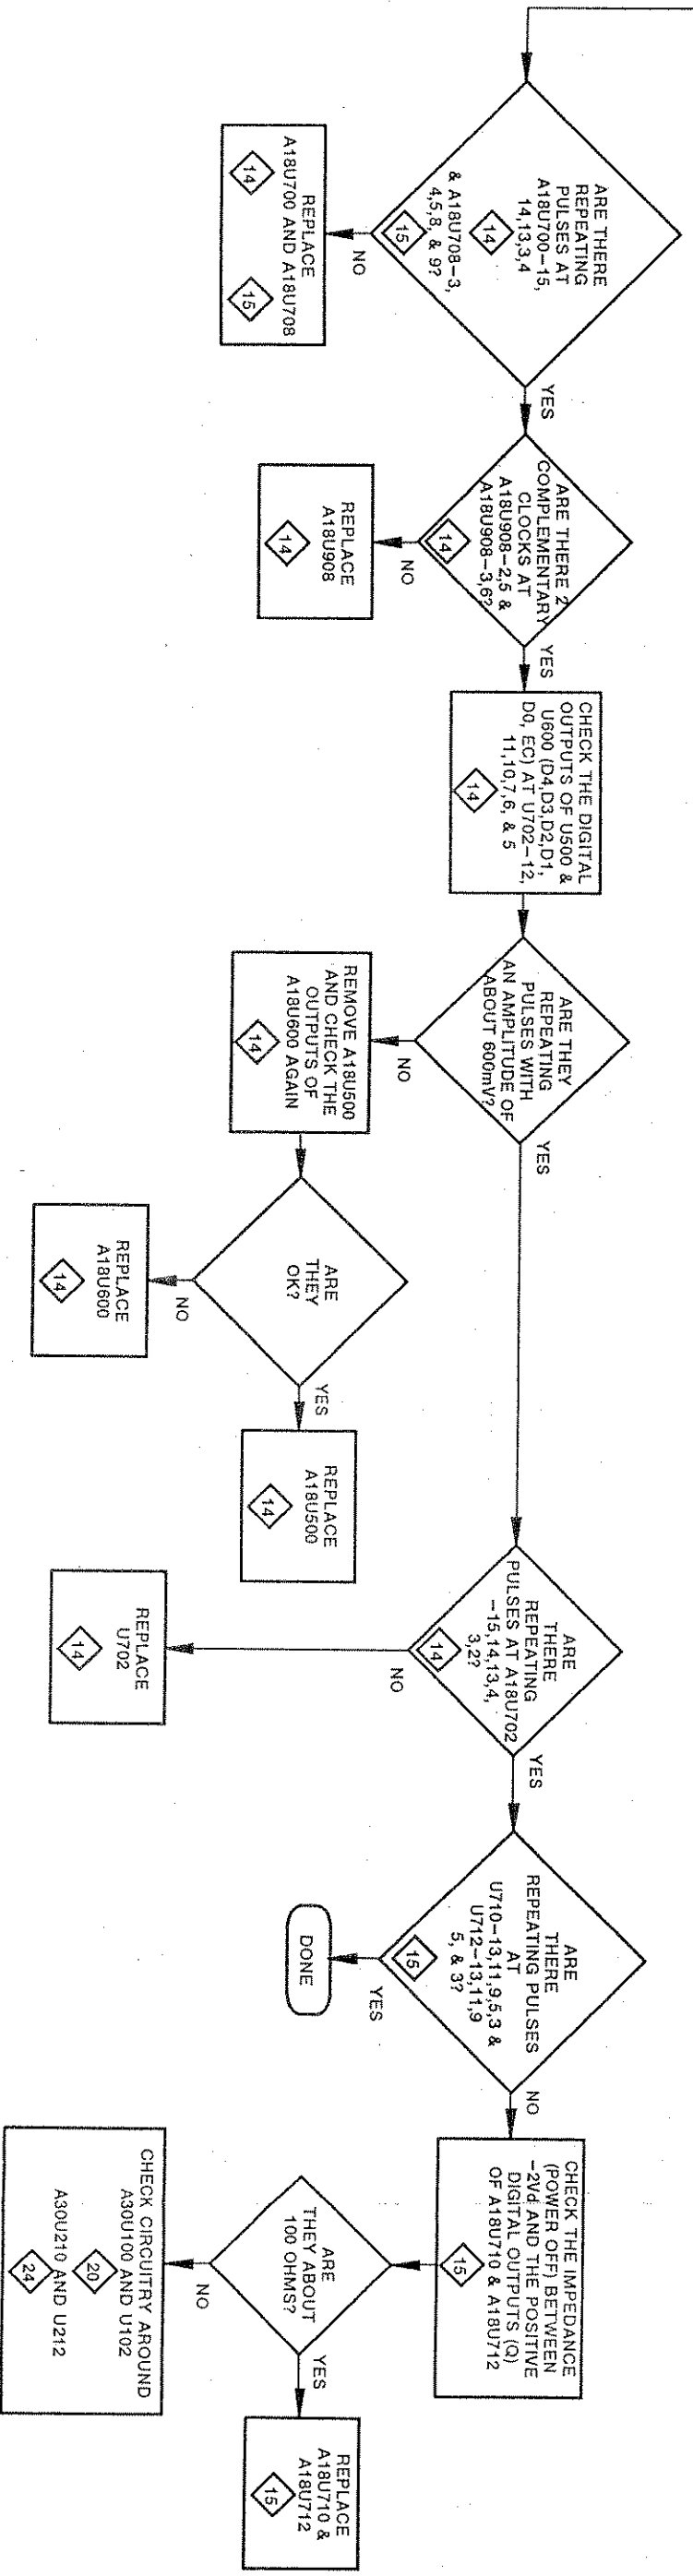 ARE THERE
REPEATING
PULSES AT
A18U700-15,
14,13,3,4
14
& A18U708-3,
4,5,8, & 9?
15
NO
REPLACE
A18U700 AND A18U708
14
15
YES
ARE THERE 2
COMPLEMENTARY
CLOCKS AT
A18U908-2,5 &
A18U908-3,6?
14
NO
REPLACE
A18U908
14
YES
CHECK THE DIGITAL
OUTPUTS OF U500 &
U600 (D4,D3,D2,D1,
D0, EC) AT U702-12,
11,10,7,6, & 5
14
ARE THEY
REPEATING
PULSES WITH
AN AMPLITUDE OF
ABOUT 600mV?
NO
REMOVE A18U500
AND CHECK THE
OUTPUTS OF
A18U600 AGAIN
14
ARE
THEY
OK?
NO
REPLACE
A18U600
14
YES
REPLACE
A18U500
14
YES
ARE
THERE
REPEATING
PULSES AT A18U702
-15,14,13,4,
3,2?
14
NO
REPLACE
U702
14
YES
ARE
THERE
REPEATING PULSES
AT
U710-13,11,9,5,3 &
U712-13,11,9
5, & 3?
15
YES
DONE
NO
CHECK THE IMPEDANCE
(POWER OFF) BETWEEN
-2Vd AND THE POSITIVE
DIGITAL OUTPUTS (Q)
OF A18U710 & A18U712
15
ARE
THEY ABOUT
100 OHMS?
NO
CHECK CIRCUITRY AROUND
A30U100 AND U102
20
A30U210 AND U212
24
YES
REPLACE
A18U710 &
A18U712
15